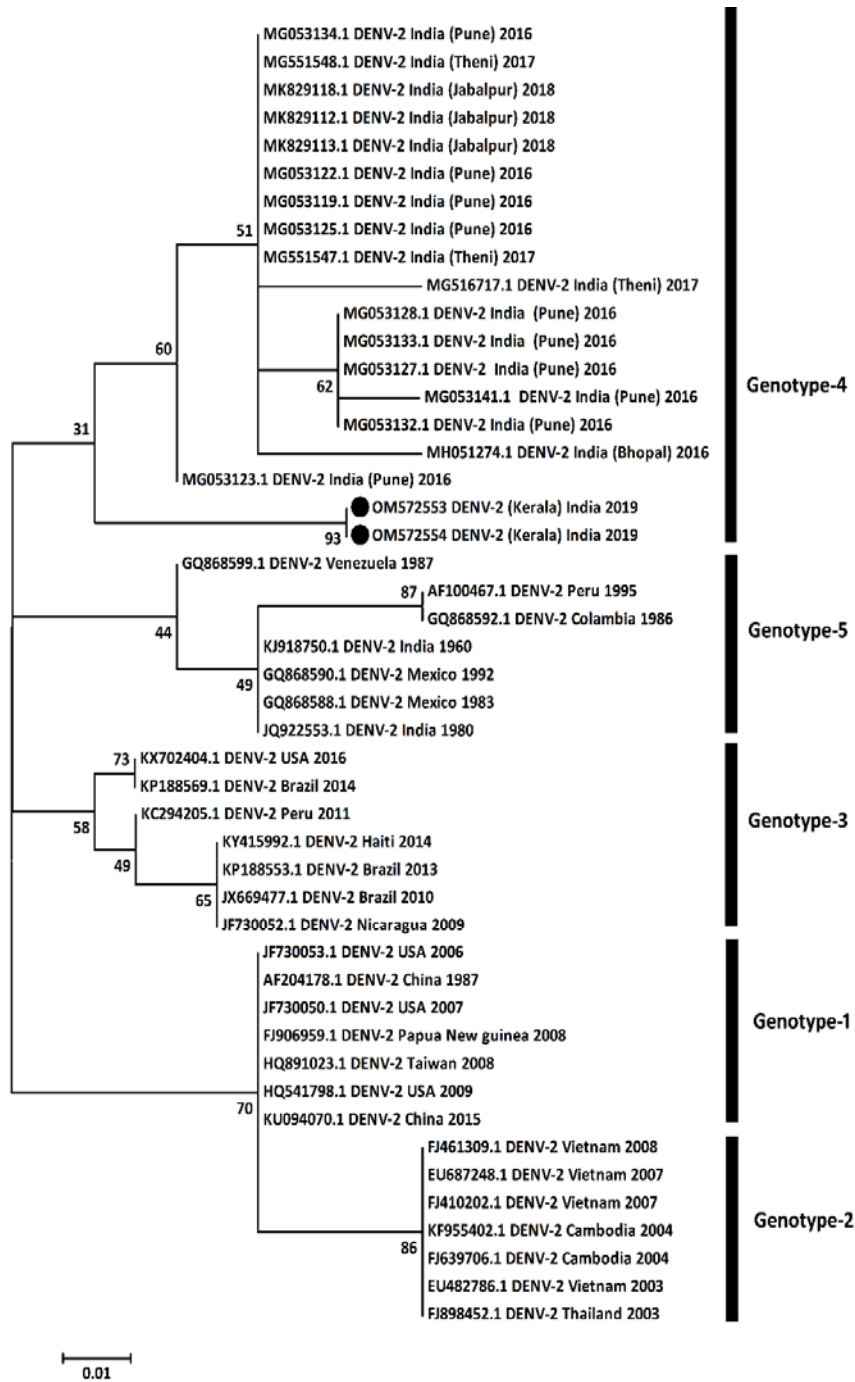 MG053134.1 DENV-2 India (Pune) 2016
MG551548.1 DENV-2 India (Theni) 2017
MK829118.1 DENV-2 India (Jabalpur) 2018
MK829112.1 DENV-2 India (Jabalpur) 2018
MK829113.1 DENV-2 India (Jabalpur) 2018
MG053122.1 DENV-2 India (Pune) 2016
MG053119.1 DENV-2 India (Pune) 2016
MG053125.1 DENV-2 India (Pune) 2016
51
MG551547.1 DENV-2 India (Theni) 2017
MG516717.1 DENV-2 India (Theni) 2017
MG053128.1 DENV-2 India (Pune) 2016
MG053133.1 DENV-2 India (Pune) 2016
60
MG053127.1 DENV-2 India (Pune) 2016
62
Genotype-4
MG053141.1 DENV-2 India (Pune) 2016
MG053132.1 DENV-2 India (Pune) 2016
31
MH051274.1 DENV-2 India (Bhopal) 2016
MG053123.1 DENV-2 India (Pune) 2016
OM572553 DENV-2 (Kerala) India 2019
OM572554 DENV-2 (Kerala) India 2019
93
GQ868599.1 DENV-2 Venezuela 1987
87
AF100467.1 DENV-2 Peru 1995
GQ868592.1 DENV-2 Colambia 1986
44
Genotype-5
KJ918750.1 DENV-2 India 1960
GQ868590.1 DENV-2 Mexico 1992
49
GQ868588.1 DENV-2 Mexico 1983
JQ922553.1 DENV-2 India 1980
73
KX702404.1 DENV-2 USA 2016
KP188569.1 DENV-2 Brazil 2014
KC294205.1 DENV-2 Peru 2011
58
Genotype-3
KY415992.1 DENV-2 Haiti 2014
49
KP188553.1 DENV-2 Brazil 2013
65
JX669477.1 DENV-2 Brazil 2010
JF730052.1 DENV-2 Nicaragua 2009
JF730053.1 DENV-2 USA 2006
AF204178.1 DENV-2 China 1987
JF730050.1 DENV-2 USA 2007
Genotype-1
FJ906959.1 DENV-2 Papua New guinea 2008
HQ891023.1 DENV-2 Taiwan 2008
HQ541798.1 DENV-2 USA 2009
70
KU094070.1 DENV-2 China 2015
FJ461309.1 DENV-2 Vietnam 2008
EU687248.1 DENV-2 Vietnam 2007
FJ410202.1 DENV-2 Vietnam 2007
Genotype-2
KF955402.1 DENV-2 Cambodia 2004
86
FJ639706.1 DENV-2 Cambodia 2004
EU482786.1 DENV-2 Vietnam 2003
FJ898452.1 DENV-2 Thailand 2003
0.01